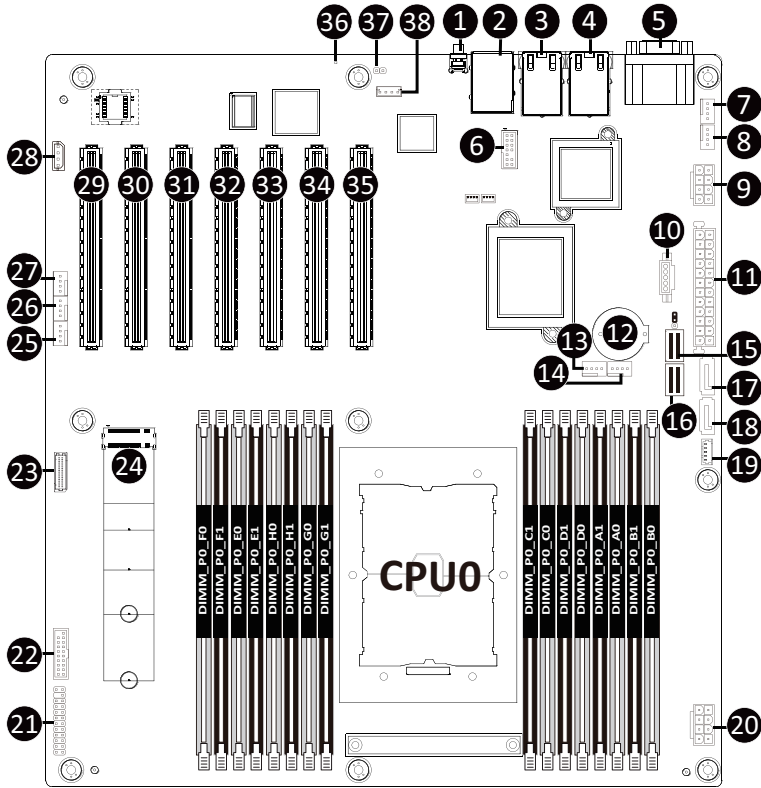 36
37
38
1
2
3
4
5
6
7
8
9
10
11
12
13
14
15
16
17
18
19
20
21
22
23
24
25
26
27
28
29
30
31
32
33
34
35
DIMM_P0_F0
DIMM_P0_F1
DIMM_P0_E0
DIMM_P0_E1
DIMM_P0_H0
DIMM_P0_H1
DIMM_P0_G0
DIMM_P0_G1
CPU0
DIMM_P0_C1
DIMM_P0_C0
DIMM_P0_D1
DIMM_P0_D0
DIMM_P0_A1
DIMM_P0_A0
DIMM_P0_B1
DIMM_P0_B0